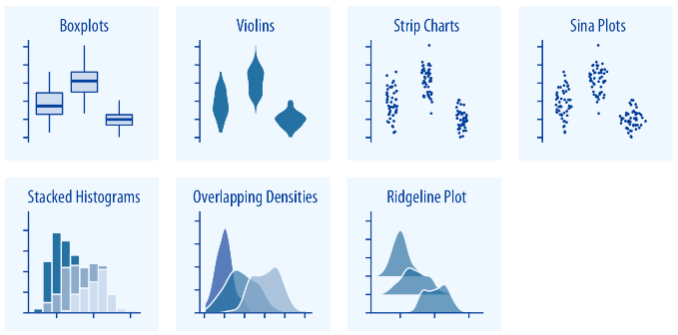 Boxplots
Violins
Strip Charts
Sina Plots
Stacked Histograms
Overlapping Densities
Ridgeline Plot